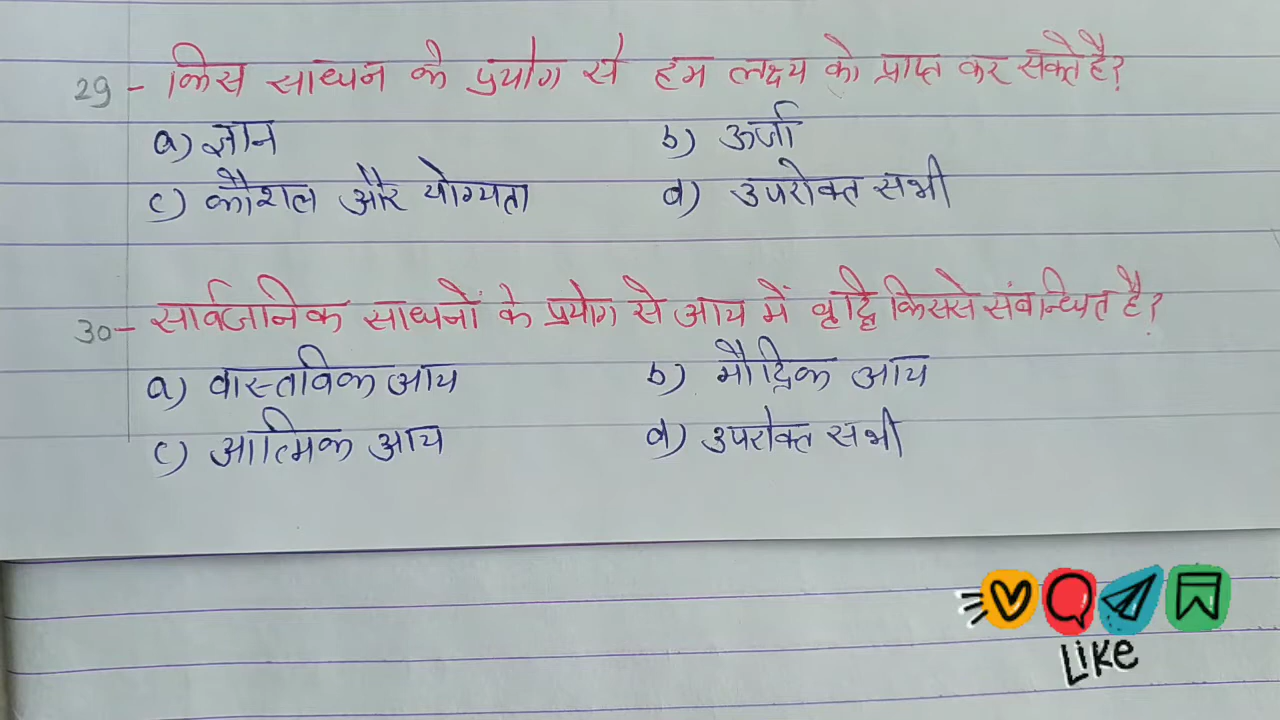 29 - किस साधन के प्रयोग से हम लक्ष्य को प्राप्त कर सक्ते है?
a) ज्ञान b) ऊर्जा
c) कौशल और योग्यता d) उपरोक्त सभी
30 - सार्वजनिक साधनों के प्रयोग से आय में वृद्धि किससे संबन्धित है?
a) वास्तविक आय b) मौद्रिक आय
c) आत्मिक आय d) उपरोक्त सभी
LiKe